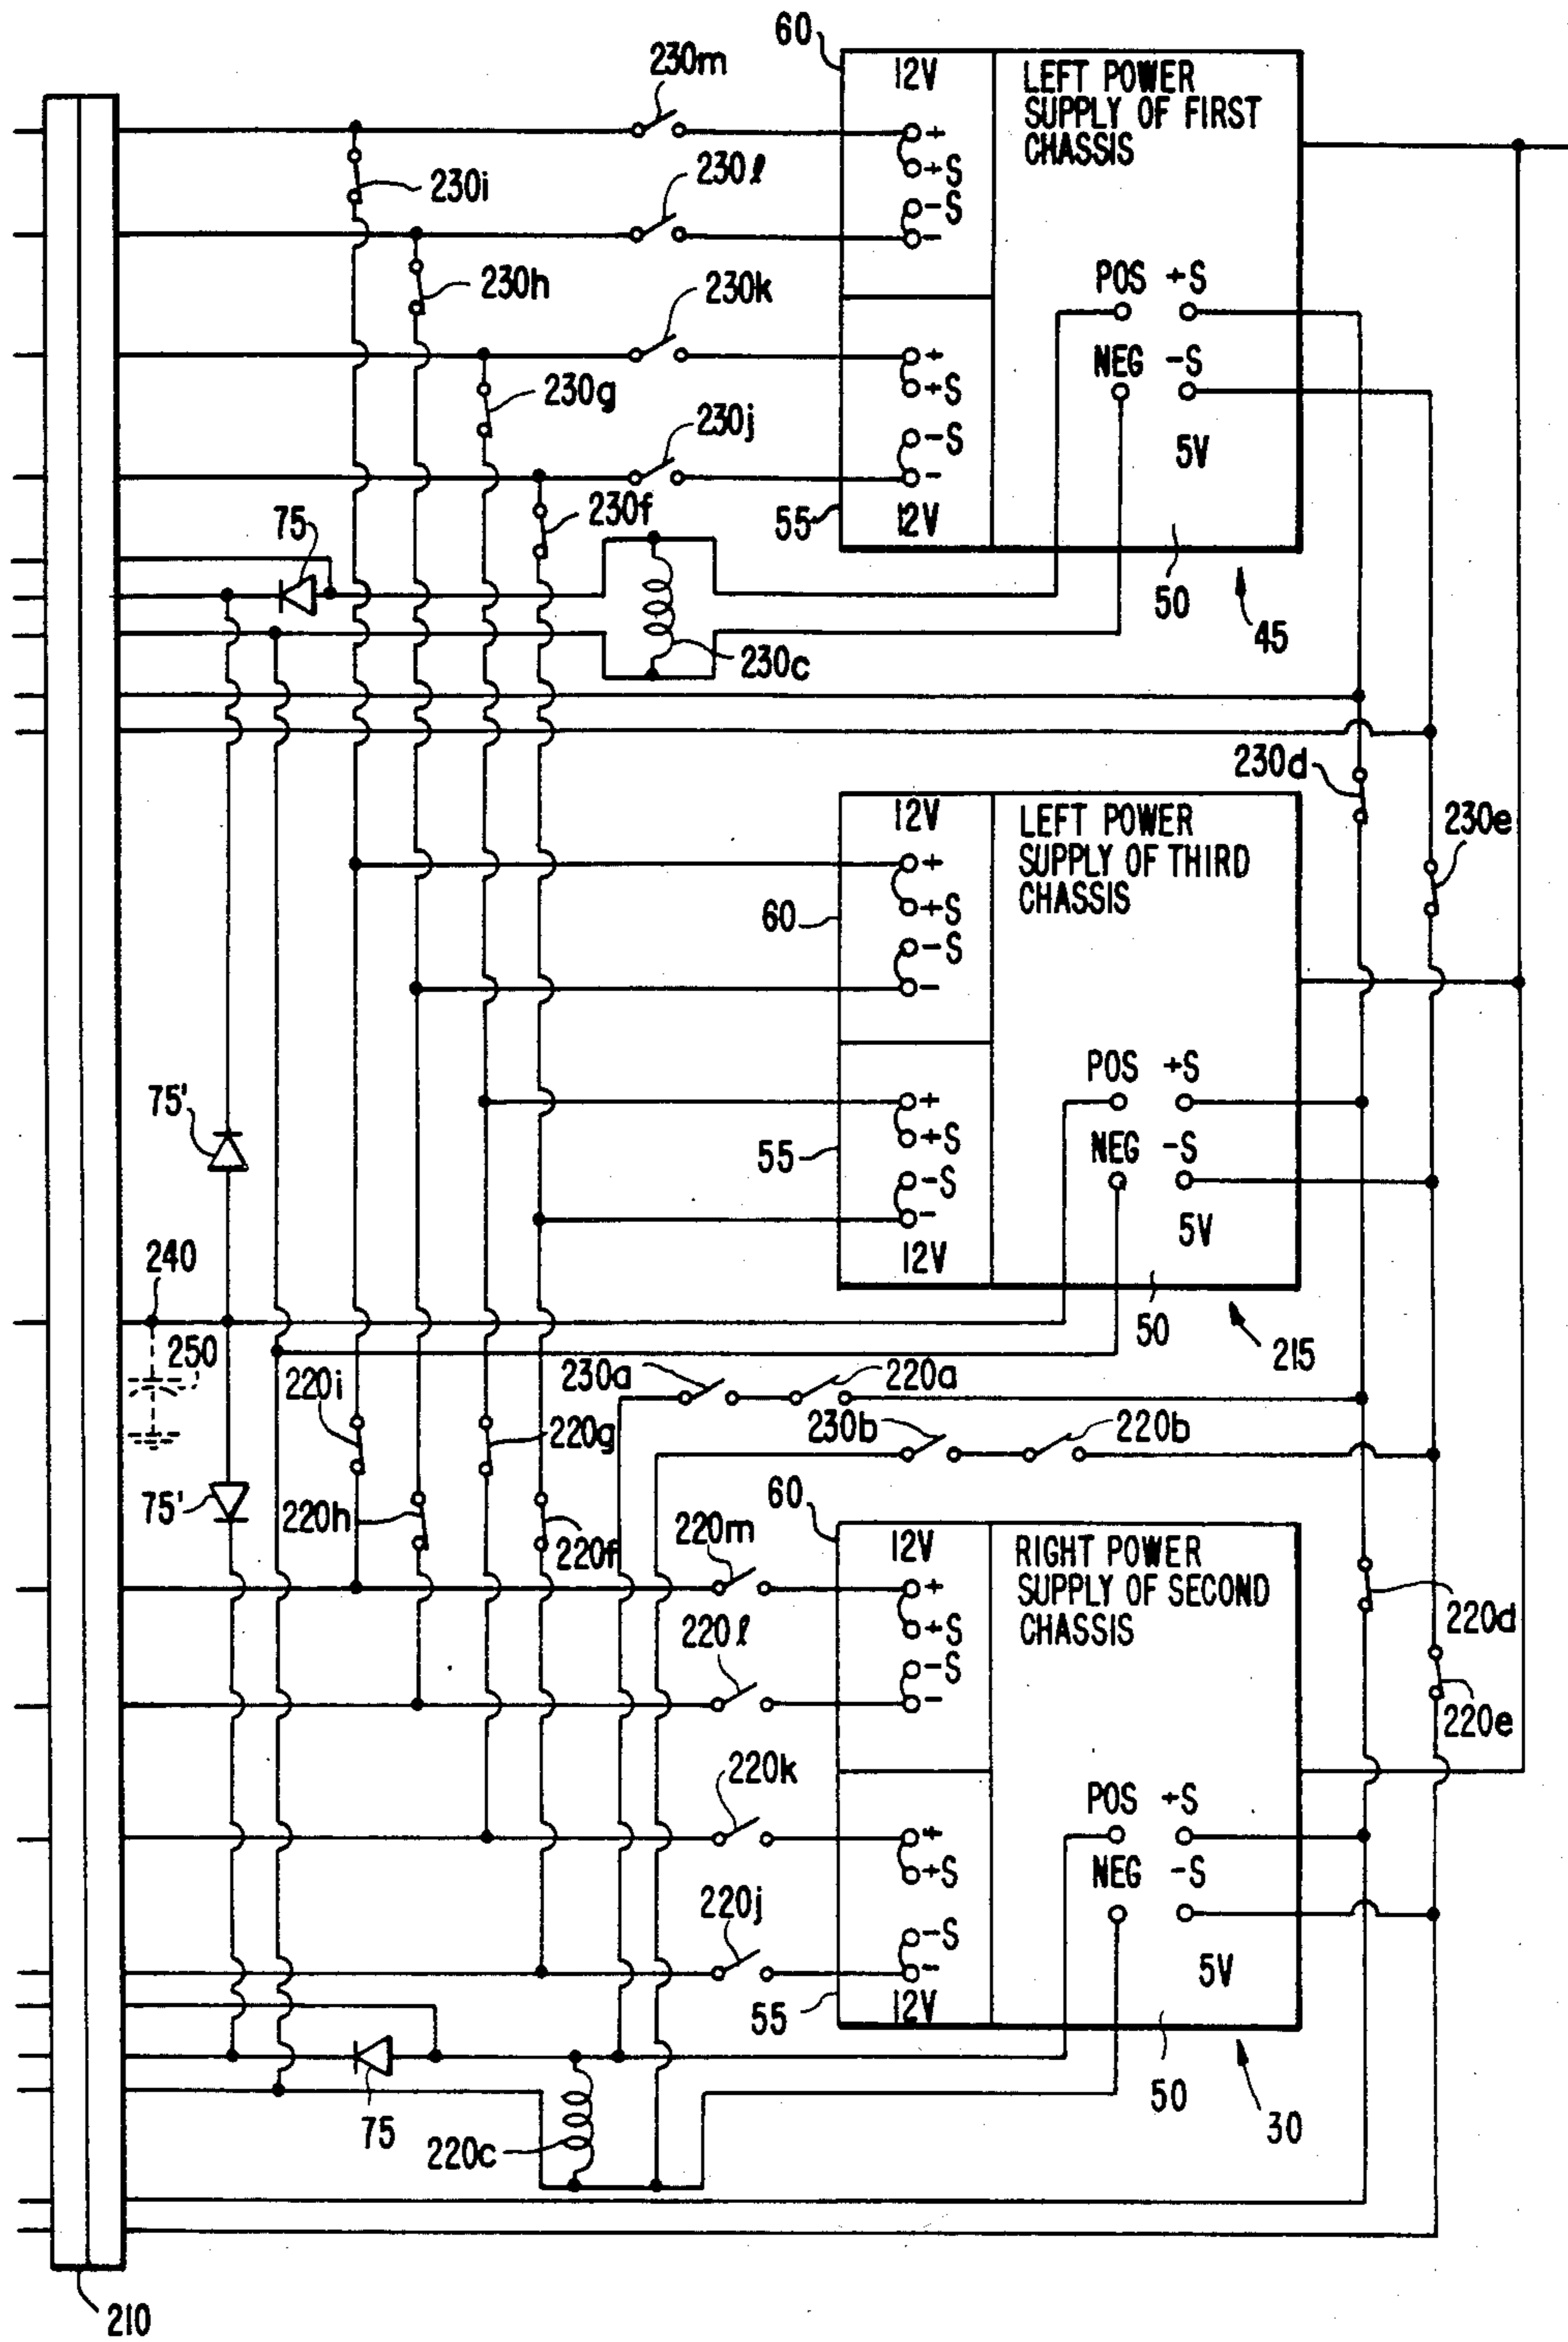 60
12V
LEFT POWER
SUPPLY OF FIRST
CHASSIS
230m
+
+S
-S
-
230i
230ℓ
230h
230k
POS +S
NEG -S
5V
+
+S
-S
-
12V
230g
230j
55
230f
75
50
45
230c
230d
230e
12V
LEFT POWER
SUPPLY OF THIRD
CHASSIS
+
+S
-S
-
60
POS +S
NEG -S
5V
75'
+
+S
-S
-
12V
55
240
50
215
250
230a
220a
220i
220g
230b
220b
60
75'
220h
220f
220m
12V
RIGHT POWER
SUPPLY OF SECOND
CHASSIS
+
+S
-S
-
220ℓ
220d
220e
220k
POS +S
NEG -S
+
+S
-S
-
12V
5V
220j
55
50
30
75
220c
210